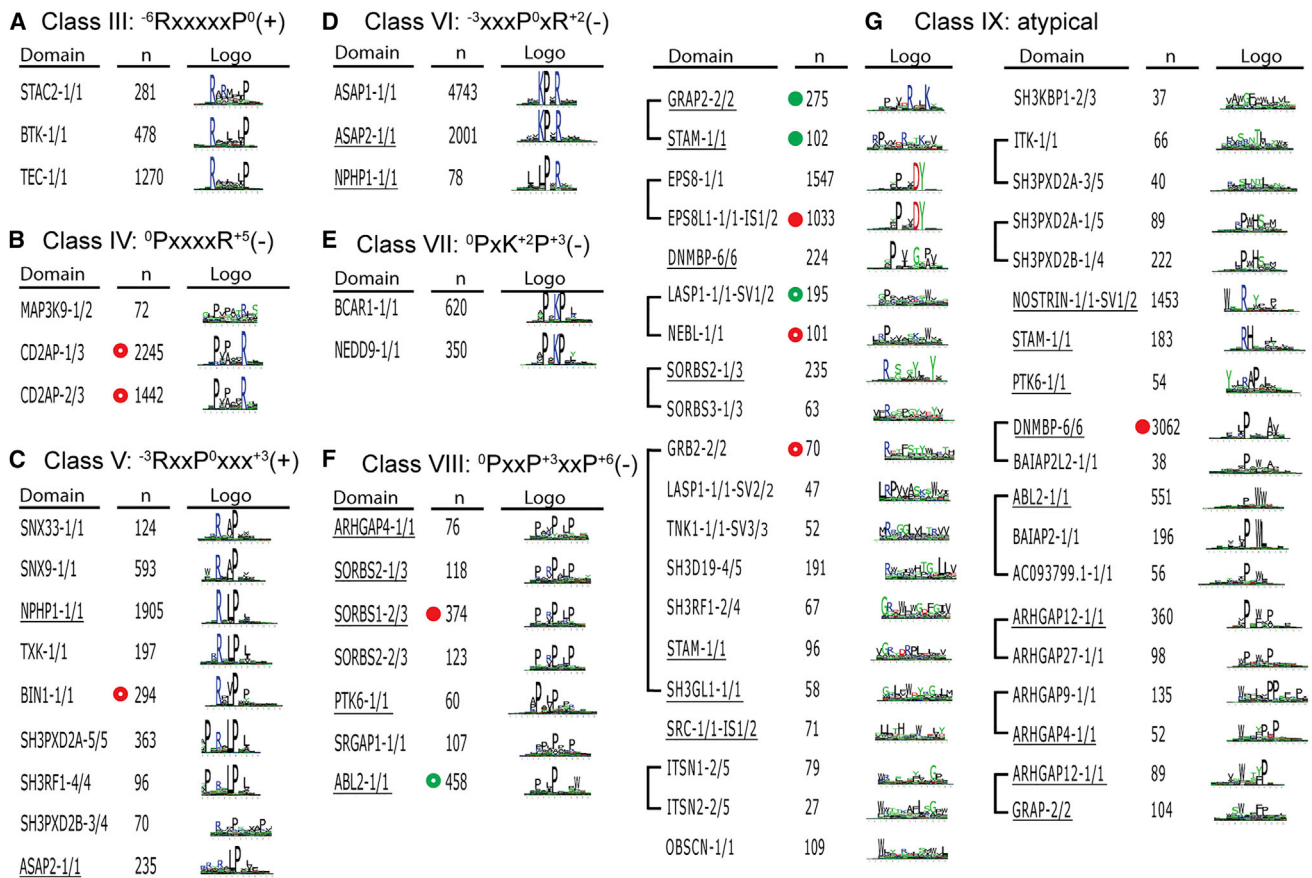 A Class III: -6RxxxxxP0(+)
Domain n Logo
STAC2-1/1 281
BTK-1/1 478
TEC-1/1 1270
B Class IV: 0PxxxxR+5(-)
Domain n Logo
MAP3K9-1/2 72
CD2AP-1/3 2245
CD2AP-2/3 1442
C Class V: -3RxxP0xxx+3(+)
Domain n Logo
SNX33-1/1 124
SNX9-1/1 593
NPHP1-1/1 1905
TXK-1/1 197
BIN1-1/1 294
SH3PXD2A-5/5 363
SH3RF1-4/4 96
SH3PXD2B-3/4 70
ASAP2-1/1 235
D Class VI: -3xxxP0xR+2(-)
Domain n Logo
ASAP1-1/1 4743
ASAP2-1/1 2001
NPHP1-1/1 78
E Class VII: 0PxK+2P+3(-)
Domain n Logo
BCAR1-1/1 620
NEDD9-1/1 350
F Class VIII: 0PxxP+3xxP+6(-)
Domain n Logo
ARHGAP4-1/1 76
SORBS2-1/3 118
SORBS1-2/3 374
SORBS2-2/3 123
PTK6-1/1 60
SRGAP1-1/1 107
ABL2-1/1 458
G Class IX: atypical
Domain n Logo
GRAP2-2/2 275
STAM-1/1 102
EPS8-1/1 1547
EPS8L1-1/1-IS1/2 1033
DNMBP-6/6 224
LASP1-1/1-SV1/2 195
NEBL-1/1 101
SORBS2-1/3 235
SORBS3-1/3 63
GRB2-2/2 70
LASP1-1/1-SV2/2 47
TNK1-1/1-SV3/3 52
SH3D19-4/5 191
SH3RF1-2/4 67
STAM-1/1 96
SH3GL1-1/1 58
SRC-1/1-IS1/2 71
ITSN1-2/5 79
ITSN2-2/5 27
OBSCN-1/1 109
Domain n Logo
SH3KBP1-2/3 37
ITK-1/1 66
SH3PXD2A-3/5 40
SH3PXD2A-1/5 89
SH3PXD2B-1/4 222
NOSTRIN-1/1-SV1/2 1453
STAM-1/1 183
PTK6-1/1 54
DNMBP-6/6 3062
BAIAP2L2-1/1 38
ABL2-1/1 551
BAIAP2-1/1 196
AC093799.1-1/1 56
ARHGAP12-1/1 360
ARHGAP27-1/1 98
ARHGAP9-1/1 135
ARHGAP4-1/1 52
ARHGAP12-1/1 89
GRAP-2/2 104